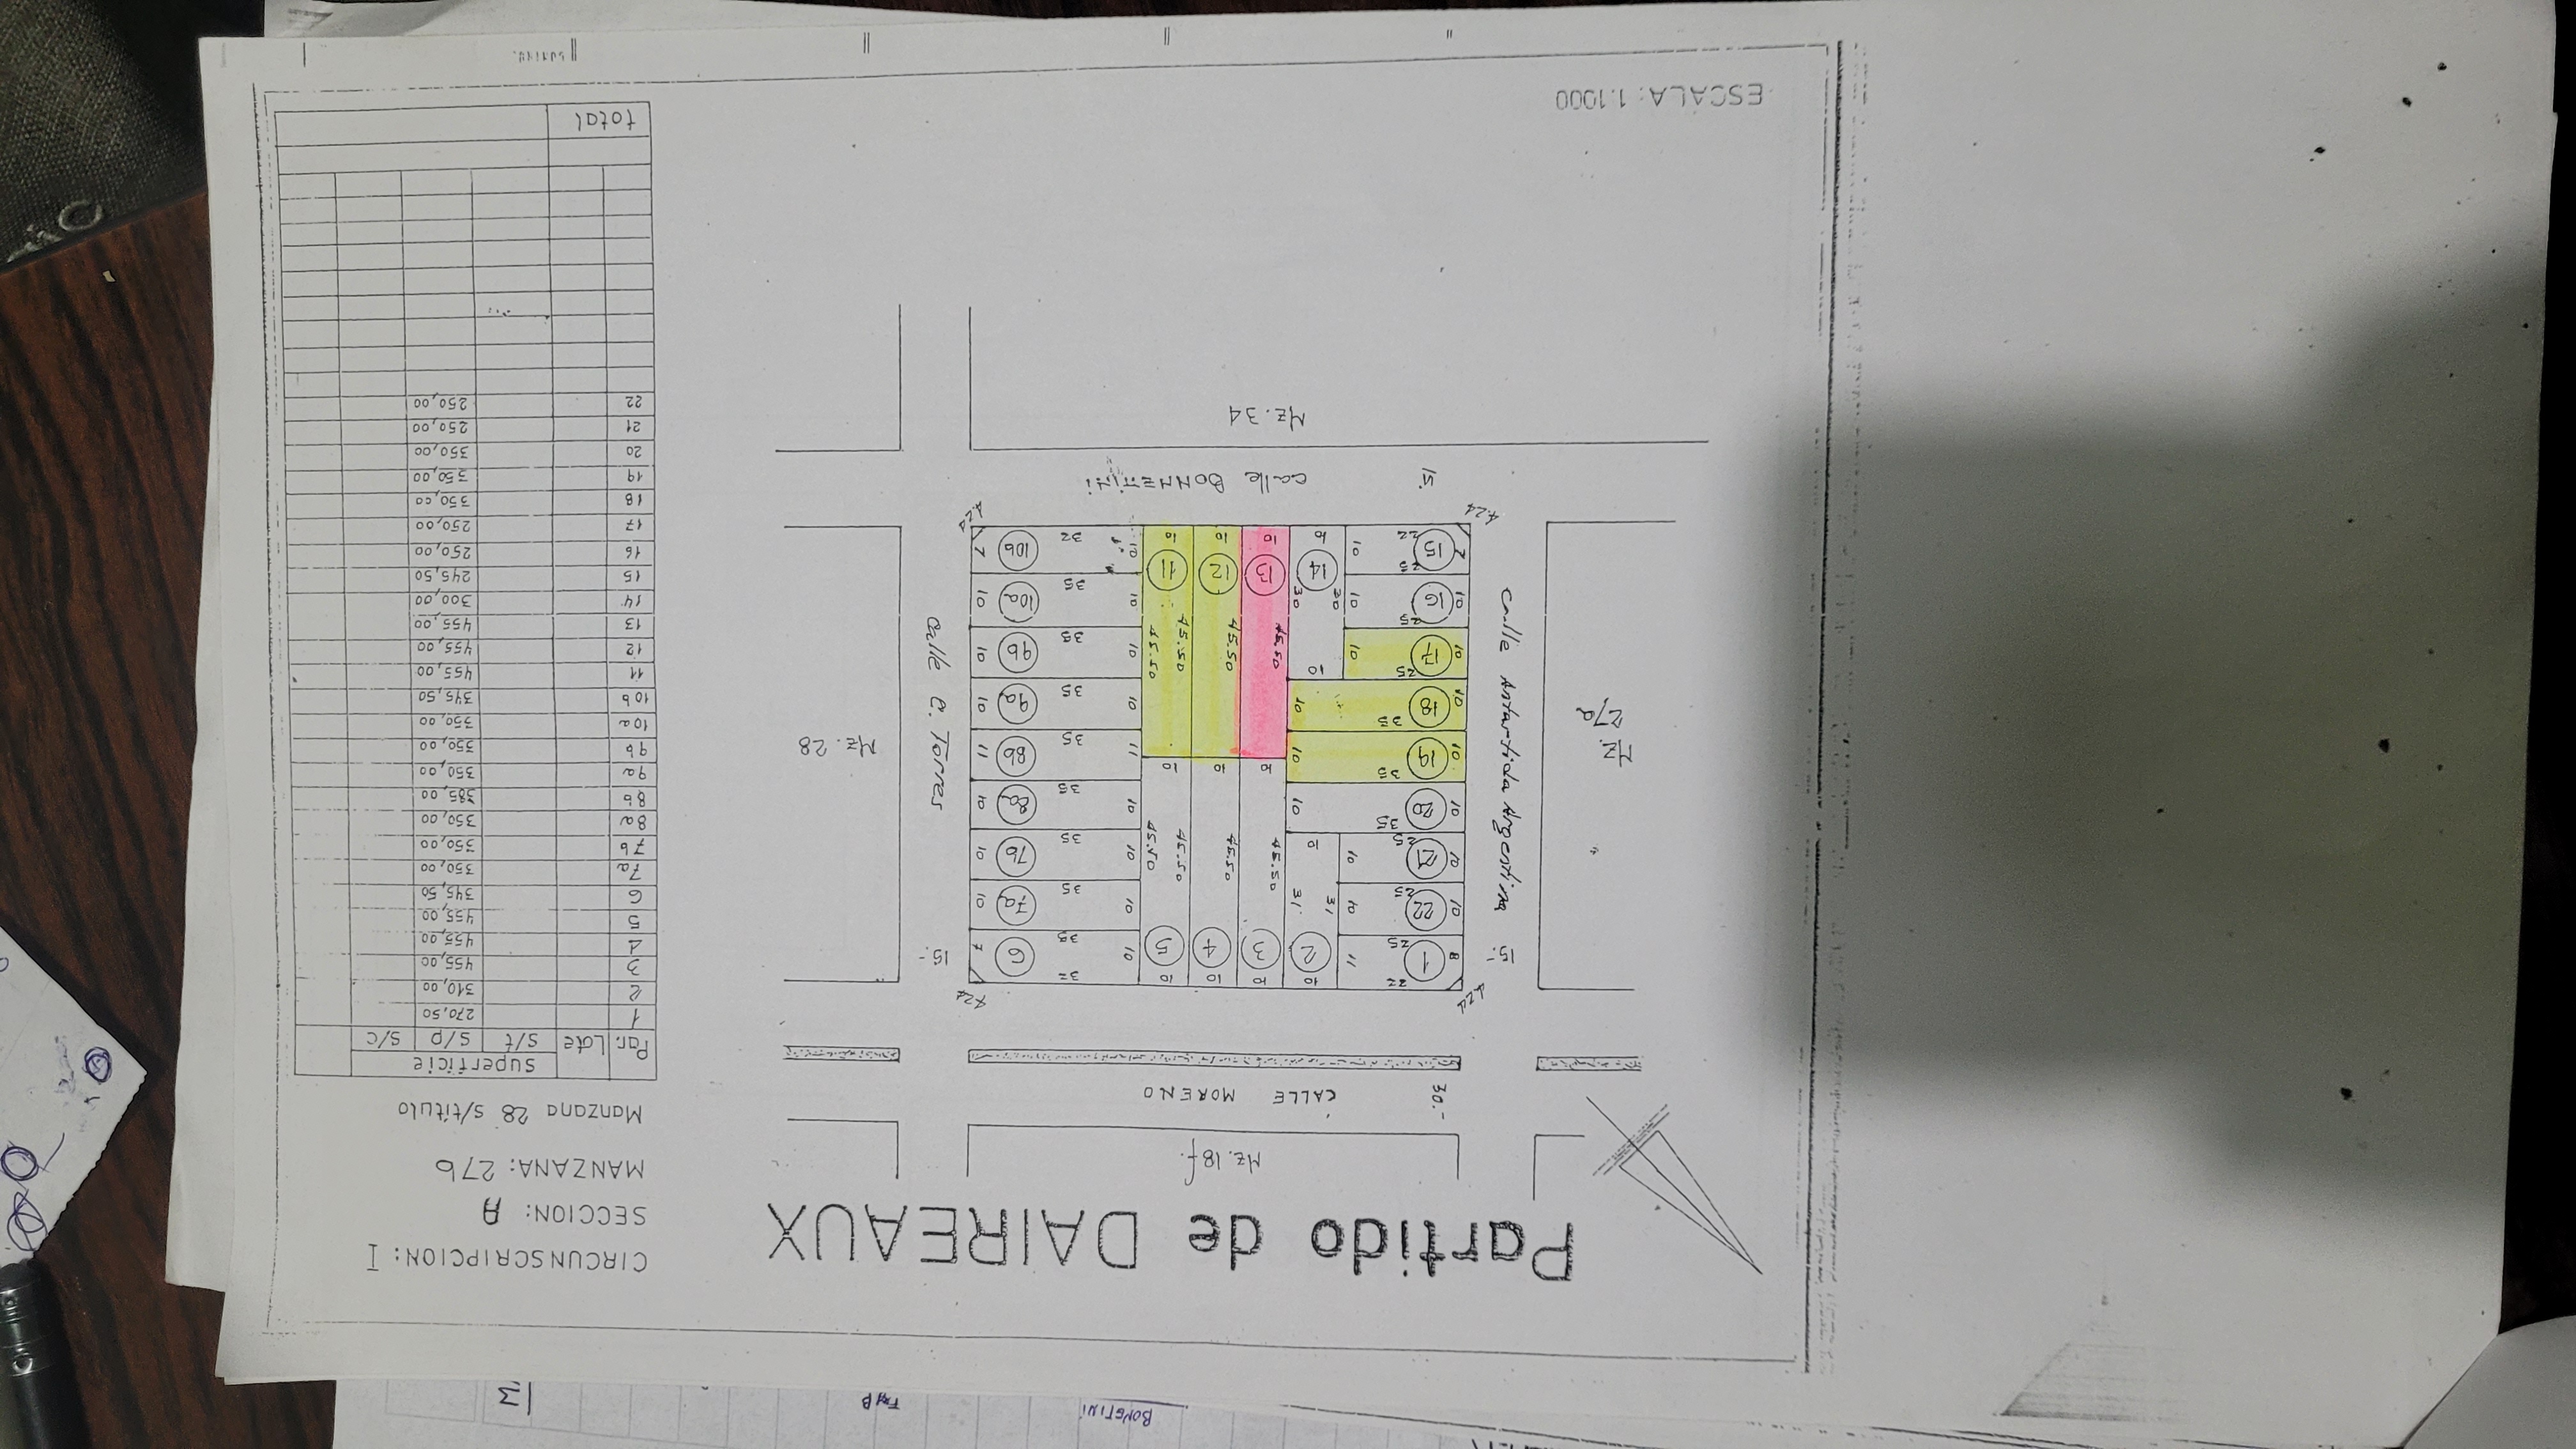 BONETINI
Partido de DAIREAUX
CIRCUNSCRIPCION: I
SECCION: A
MANZANA: 27b
Manzana 28 s/título
Mz. 18f.
30.-
CALLE MORENO
4.24
4.24
15.-
15.-
1 32 25 8 11
2 10 31 31 10
3 10 45.50 10
4 10 45.50 10
5 10 45.50 45.50 10
6 32 35 10 7
22 10 25 10
7a 10 35 10
21 10 25 10
7b 10 35 10
20 10 35 10
8a 10 35 10
19 10 35 10
8b 11 35 11
18 10 35 10
9a 10 35 10
17 10 25 10
9b 10 35 10
16 10 25 10
10a 10 35 10
15 7 25 22 10
14 10 30 30 10
13 45.50 10
12 45.50 10
11 45.50 45.50 10
10b 10 32 7
calle Antartida Argentina
calle C. Torres
Mz.
27a
Mz. 28
4.24
4.24
calle BONNETINI
Mz. 34
ESCALA: 1.1000
superficie
Par. Lote s/t s/p s/c
1 270,50
2 310,00
3 455,00
4 455,00
5 455,00
6 345,50
7a 350,00
7b 350,00
8a 350,00
8b 385,00
9a 350,00
9b 350,00
10a 350,00
10b 345,50
11 455,00
12 455,00
13 455,00
14 300,00
15 245,50
16 250,00
17 250,00
18 350,00
19 350,00
20 350,00
21 250,00
22 250,00
total